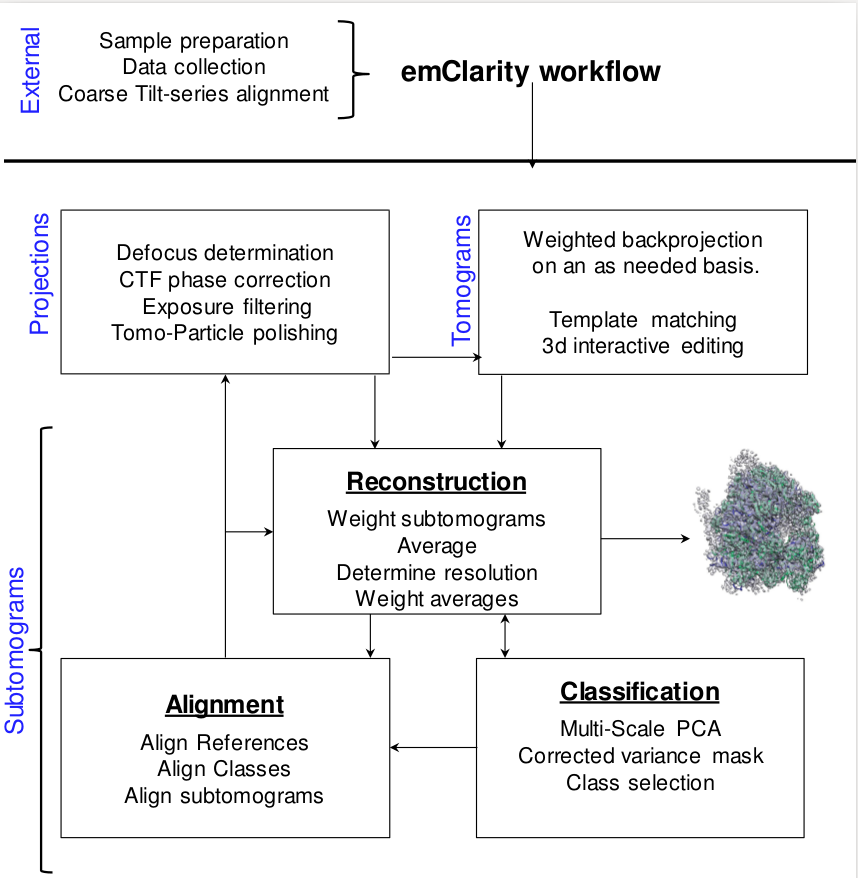 External
Sample preparation
Data collection
Coarse Tilt-series alignment
emClarity workflow
Projections
Defocus determination
CTF phase correction
Exposure filtering
Tomo-Particle polishing
Tomograms
Weighted backprojection
on an as needed basis.
Template matching
3d interactive editing
Subtomograms
Reconstruction
Weight subtomograms
Average
Determine resolution
Weight averages
Alignment
Align References
Align Classes
Align subtomograms
Classification
Multi-Scale PCA
Corrected variance mask
Class selection